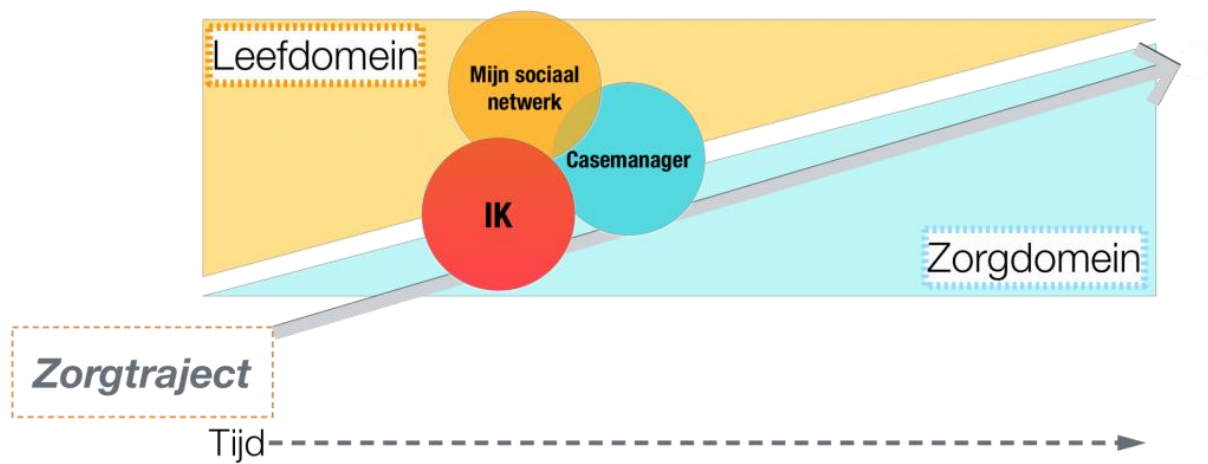 Leefdomein
Mijn sociaal
netwerk
Casemanager
IK
Zorgdomein
Zorgtraject
Tijd